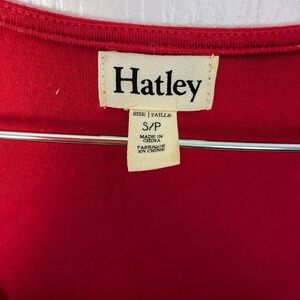 Hatley
SIZE | TAILLE
S/P
MADE IN
CHINA
FABRIQUÉ
EN CHINE